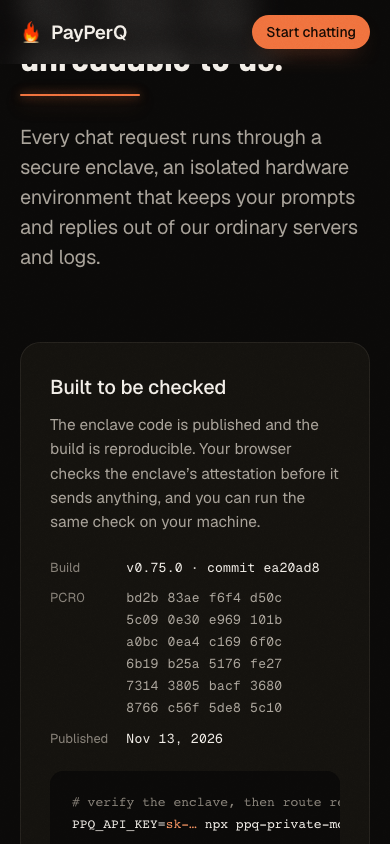 PayPerQ
Start chatting
unreadable to us.
Every chat request runs through a
secure enclave, an isolated hardware
environment that keeps your prompts
and replies out of our ordinary servers
and logs.
Built to be checked
The enclave code is published and the
build is reproducible. Your browser
checks the enclave’s attestation before it
sends anything, and you can run the
same check on your machine.
Build v0.75.0 · commit ea20ad8
PCR0 bd2b 83ae f6f4 d50c
5c09 0e30 e969 101b
a0bc 0ea4 c169 6f0c
6b19 b25a 5176 fe27
7314 3805 bacf 3680
8766 c56f 5de8 5c10
Published Nov 13, 2026
# verify the enclave, then route re
PPQ_API_KEY=sk-… npx ppq-private-mo